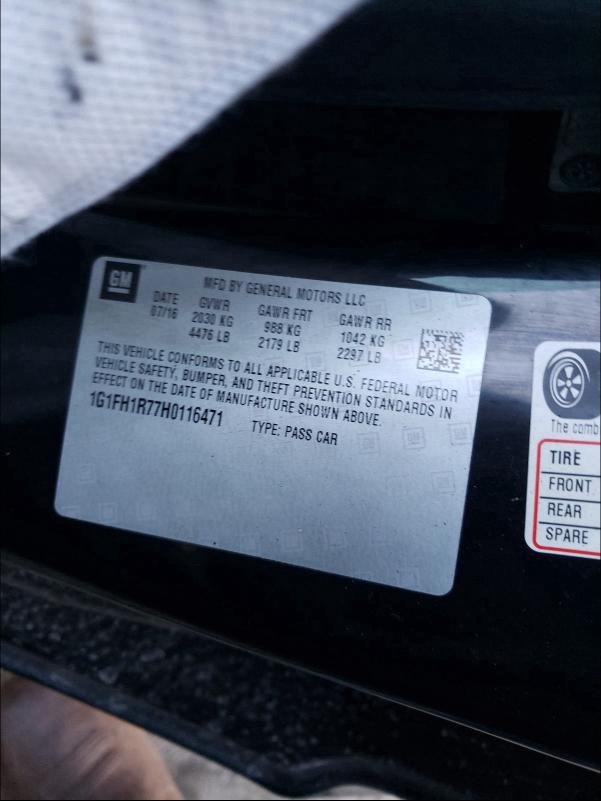 GM
MFD BY GENERAL MOTORS LLC
DATE GVWR GAWR FRT GAWR RR
07/16 2030 KG 988 KG 1042 KG
4476 LB 2179 LB 2297 LB
THIS VEHICLE CONFORMS TO ALL APPLICABLE U.S. FEDERAL MOTOR
VEHICLE SAFETY, BUMPER, AND THEFT PREVENTION STANDARDS IN
EFFECT ON THE DATE OF MANUFACTURE SHOWN ABOVE.
1G1FH1R77H0116471 TYPE: PASS CAR
The comb
TIRE
FRONT
REAR
SPARE